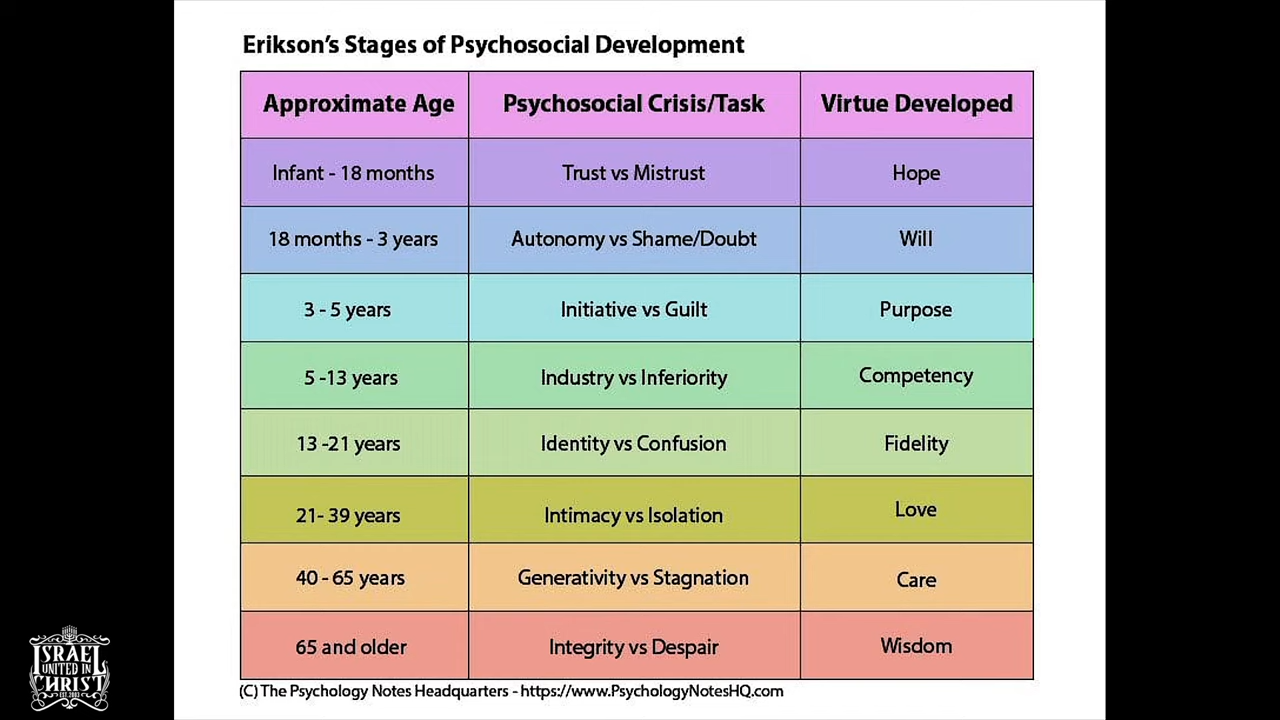 Erikson's Stages of Psychosocial Development
Approximate Age Psychosocial Crisis/Task Virtue Developed
Infant - 18 months Trust vs Mistrust Hope
18 months - 3 years Autonomy vs Shame/Doubt Will
3 - 5 years Initiative vs Guilt Purpose
5 -13 years Industry vs Inferiority Competency
13 -21 years Identity vs Confusion Fidelity
21- 39 years Intimacy vs Isolation Love
40 - 65 years Generativity vs Stagnation Care
65 and older Integrity vs Despair Wisdom
(C) The Psychology Notes Headquarters - https://www.PsychologyNotesHQ.com
ISRAEL
UNITED IN
CHRIST
EST. 2003